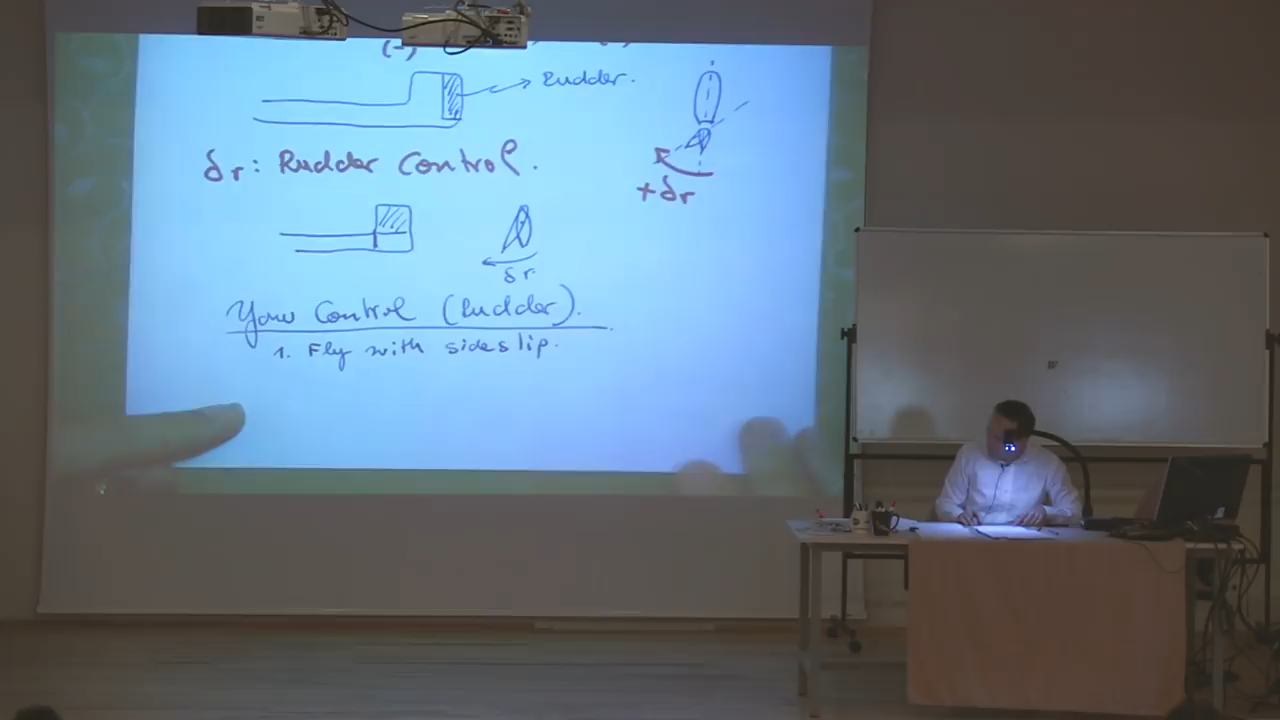 (-)
Rudder.
δr: Rudder Control.
+δr
δr
Yaw Control (Rudder).
1. Fly with sideslip.